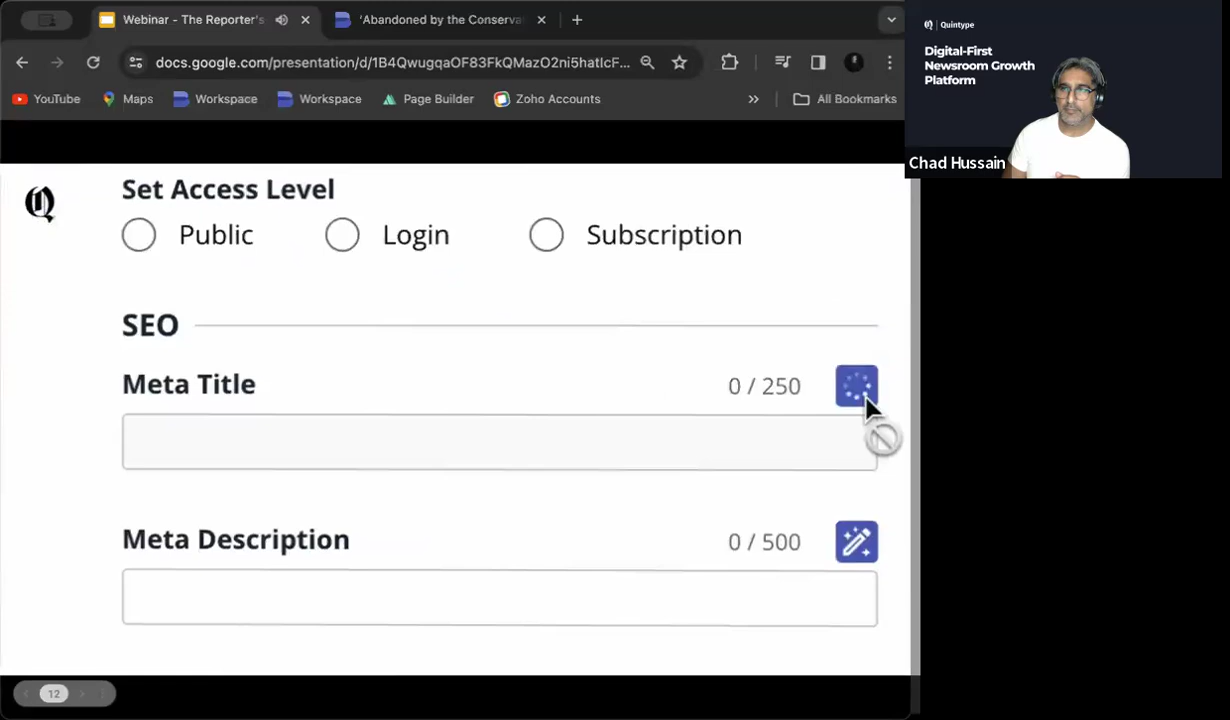 Webinar - The Reporter's
'Abandoned by the Conserva
docs.google.com/presentation/d/1B4QwugqaOF83FkQMazO2ni5hatlcF...
YouTube Maps Workspace Workspace Page Builder Zoho Accounts » All Bookmarks
Quintype
Digital-First
Newsroom Growth
Platform
Chad Hussain
Q
Set Access Level
Public Login Subscription
SEO
Meta Title 0 / 250
Meta Description 0 / 500
12